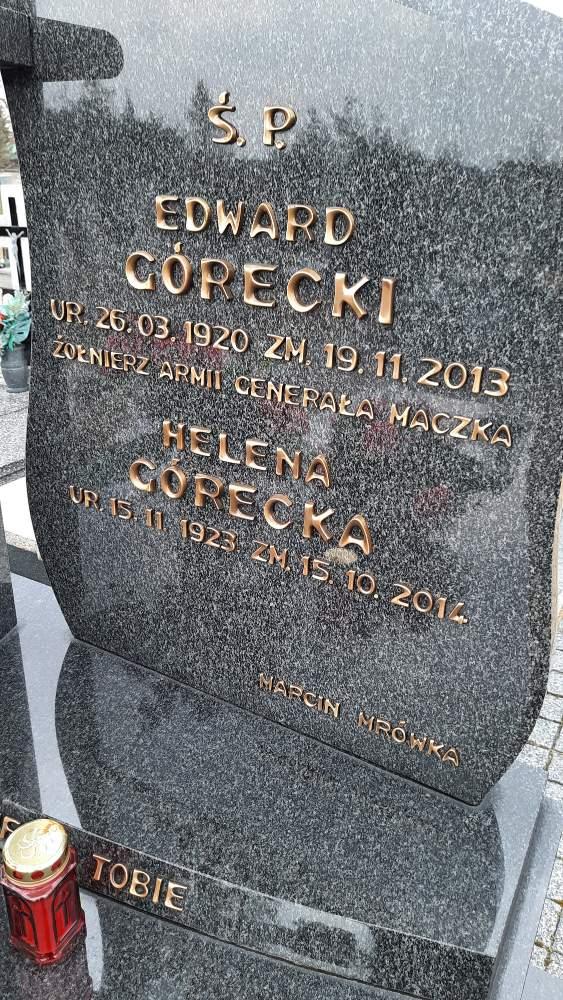 Ś. P.
EDWARD
GÓRECKI
UR. 26. 03. 1920 ZM. 19. 11. 2013
ŻOŁNIERZ ARMII GENERAŁA MACZKA
HELENA
GÓRECKA
UR. 15. 11. 1923 ZM. 15. 10. 2014
MARCIN MRÓWKA
TOBIE